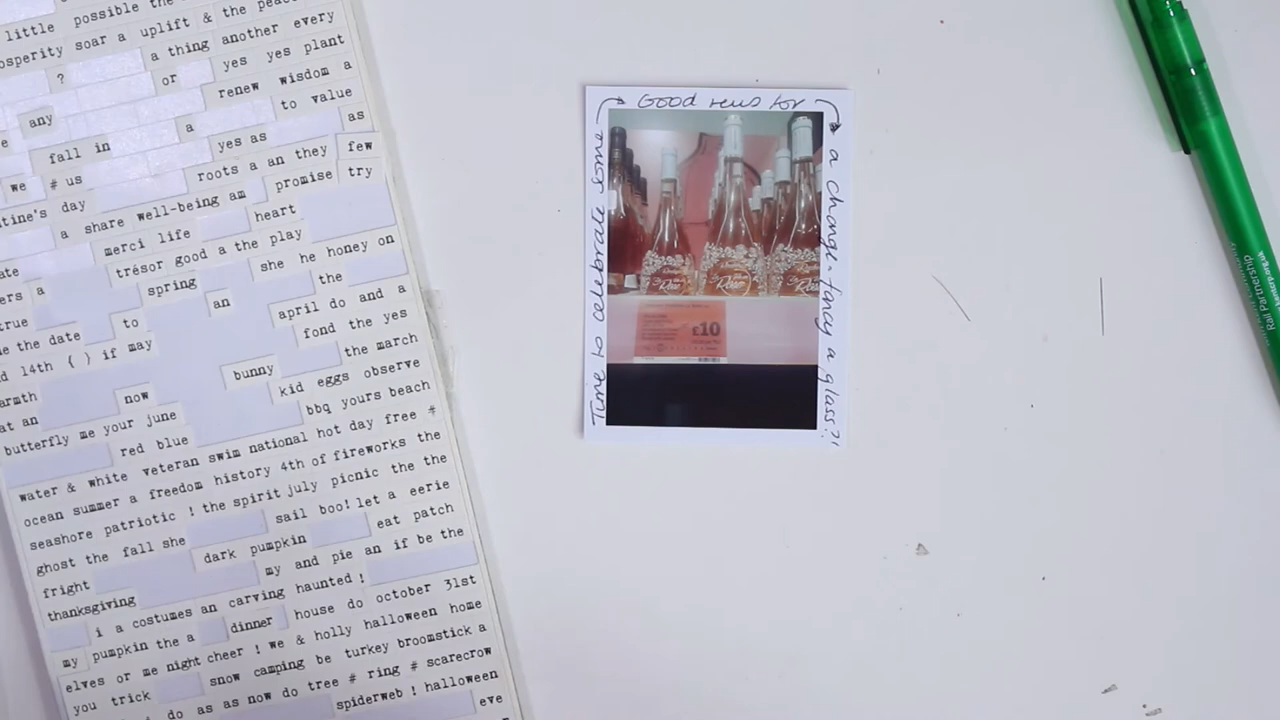 little possible the
osperity soar a uplift & the peace
a thing another every
? or yes yes plant
any renew wisdom a
fall in a to value
we # us yes as as
roots a an they few
tine's day promise try
a share well-being am
merci life heart
trésor good a the play
ers a spring she he honey on
true an the
e the date to april do and a
d 14th ( ) if may fond the yes
the march
armth now bunny kid eggs observe
at an bbq yours beach
butterfly me your june
red blue
water & white veteran swim national hot day free #
ocean summer a freedom history 4th of fireworks the
seashore patriotic ! the spirit july picnic the the
ghost the fall she sail boo! let a eerie
fright dark pumpkin eat patch
thanksgiving my and pie an if be the
i a costumes an carving haunted !
my pumpkin the a dinner house do october 31st
elves or me night cheer ! we & holly halloween home
you trick snow camping be turkey broomstick a
do as as now do tree # ring # scarecrow
spiderweb ! halloween
eve
Time to celebrate some
Good news for
a change - fancy a glass?!
Rosé
£10
Rail Partnership